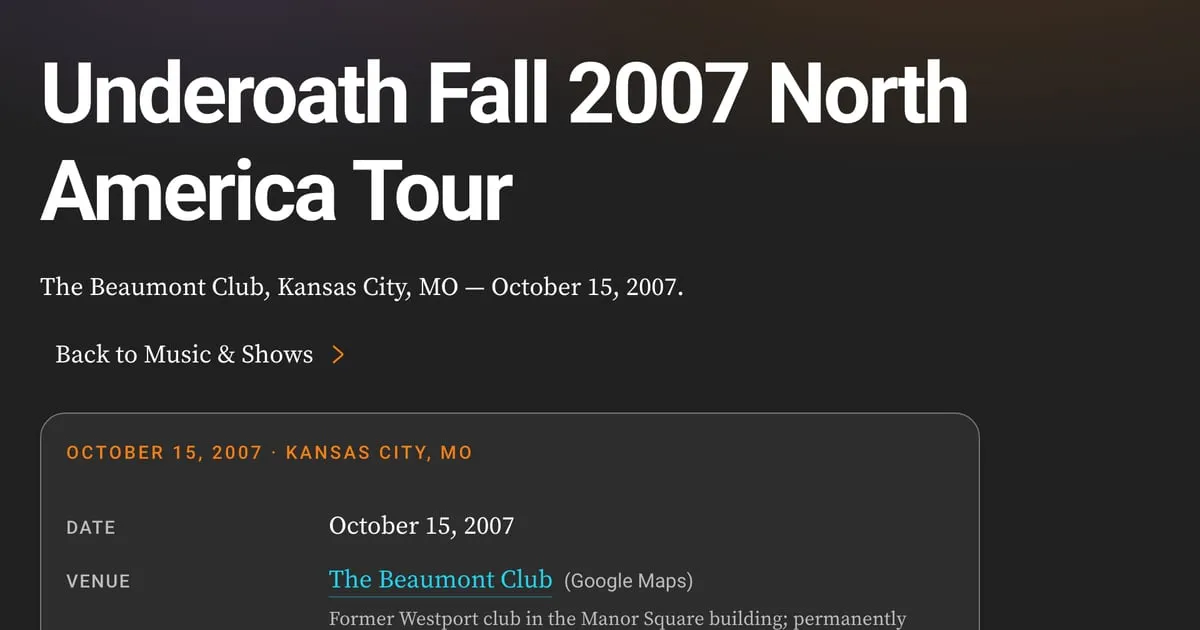 Underoath Fall 2007 North
America Tour
The Beaumont Club, Kansas City, MO — October 15, 2007.
Back to Music & Shows
OCTOBER 15, 2007 · KANSAS CITY, MO
DATE October 15, 2007
VENUE The Beaumont Club (Google Maps)
Former Westport club in the Manor Square building; permanently